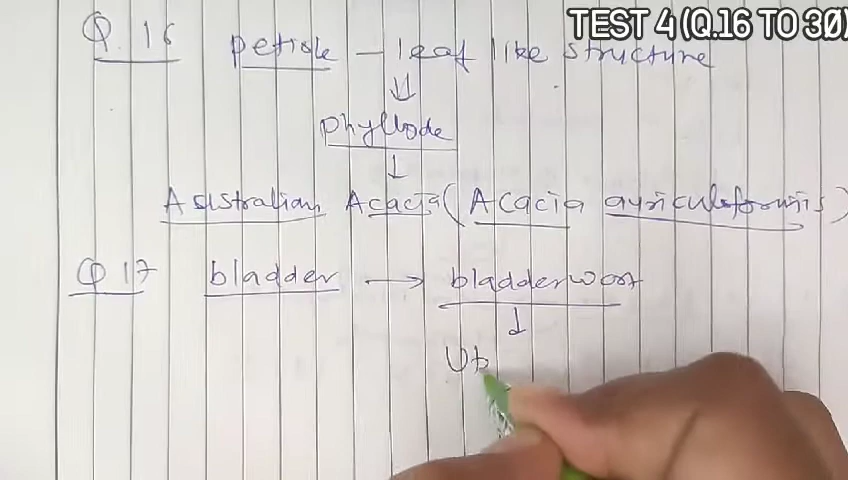 TEST 4 (Q.16 TO 30)
Q. 16 petiole — leaf like structure
phyllode
Australian Acacia (Acacia auriculiformis)
Q 17 bladder → bladderwort
Ut